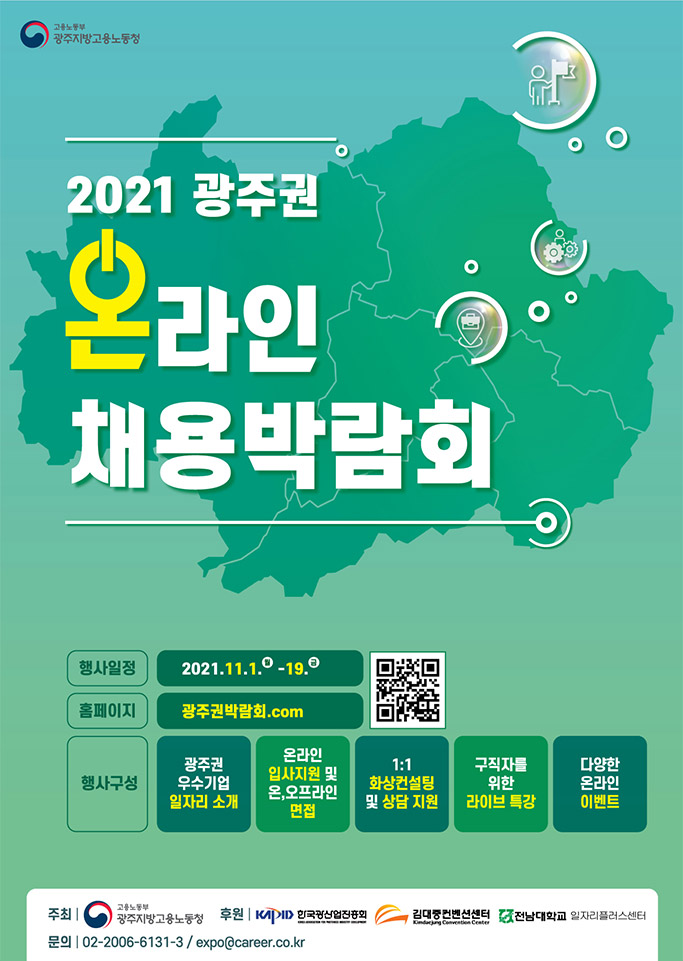 고용노동부
광주지방고용노동청
2021 광주권
온라인
채용박람회
행사일정
2021.11.1.월 -19.금
홈페이지
광주권박람회.com
행사구성
광주권
우수기업
일자리 소개
온라인
입사지원 및
온,오프라인
면접
1:1
화상컨설팅
및 상담 지원
구직자를
위한
라이브 특강
다양한
온라인
이벤트
주최 | 고용노동부
광주지방고용노동청
후원 | KAPID 한국광산업진흥회
김대중컨벤션센터
Kimdaejung Convention Center
전남대학교 일자리플러스센터
문의 | 02-2006-6131-3 / expo@career.co.kr